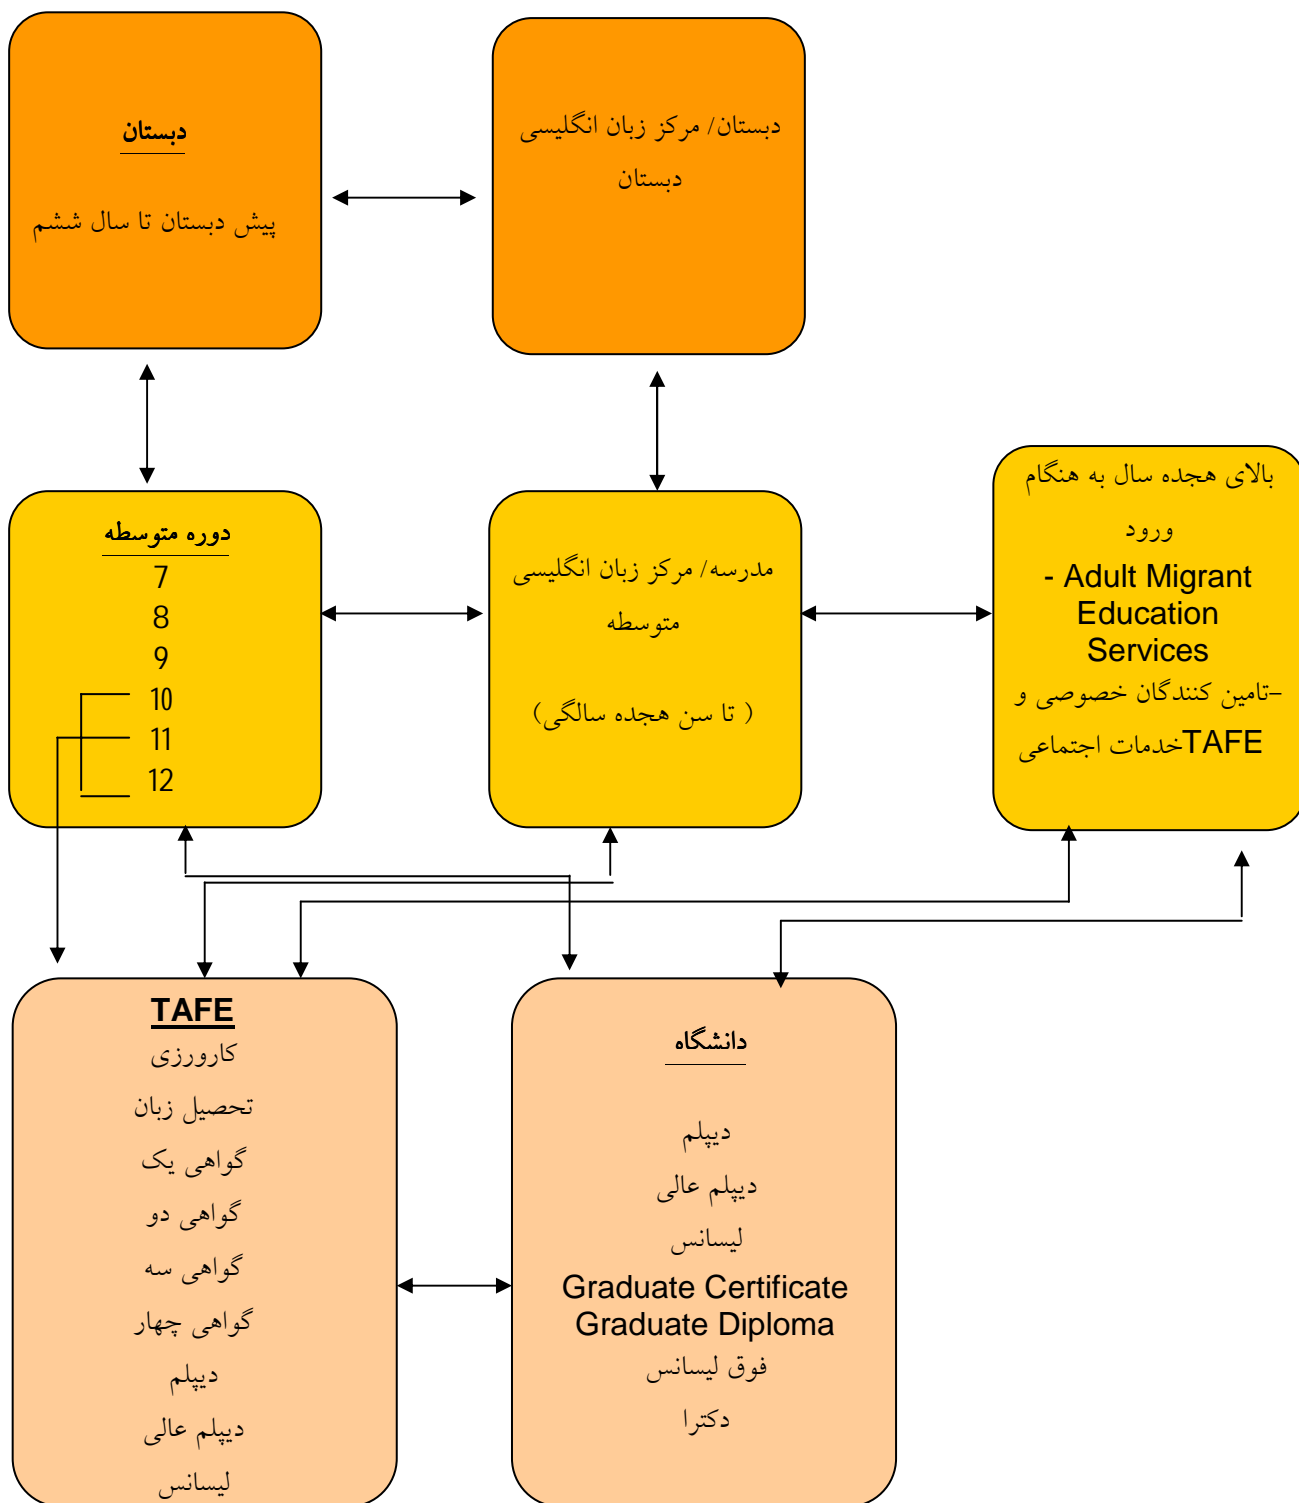 دبستان
پیش دبستان تا سال ششم
دبستان/ مرکز زبان انگلیسی
دبستان
دوره متوسطه
7
8
9
10
11
12
مدرسه/ مرکز زبان انگلیسی
متوسطه
( تا سن هجده سالگی)
بالای هجده سال به هنگام
ورود
- Adult Migrant
Education
Services
-تامین کنندگان خصوصی و
خدمات اجتماعی TAFE
TAFE
کارورزی
تحصیل زبان
گواهی یک
گواهی دو
گواهی سه
گواهی چهار
دیپلم
دیپلم عالی
لیسانس
دانشگاه
دیپلم
دیپلم عالی
لیسانس
Graduate Certificate
Graduate Diploma
فوق لیسانس
دکترا